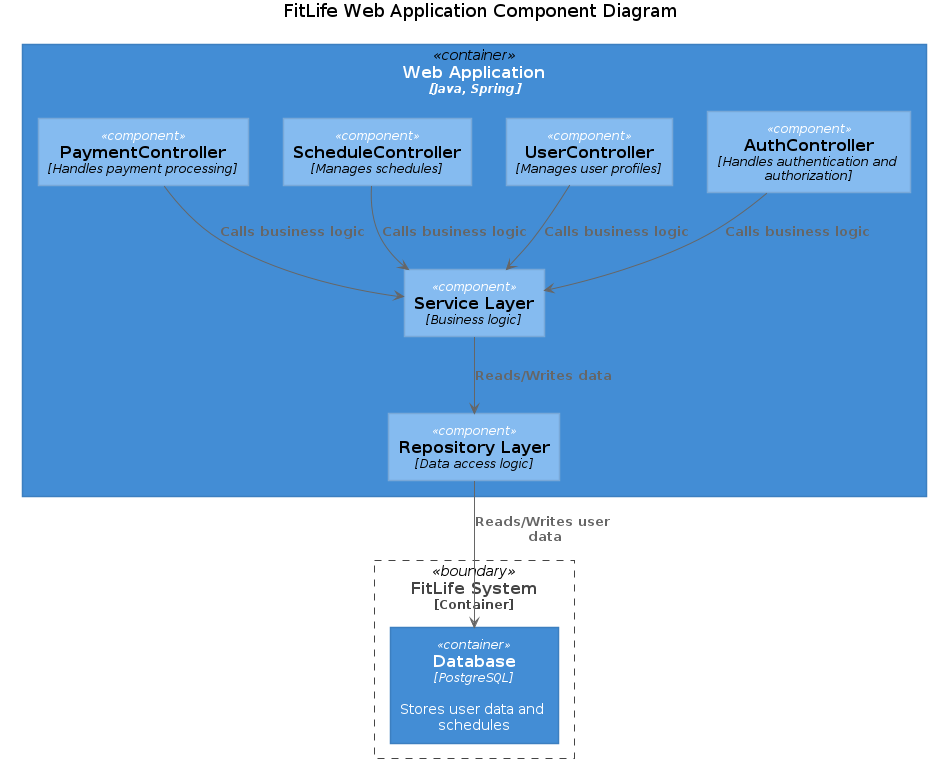 FitLife Web Application Component Diagram
«container»
Web Application
[Java, Spring]
«component»
PaymentController
[Handles payment processing]
«component»
ScheduleController
[Manages schedules]
«component»
UserController
[Manages user profiles]
«component»
AuthController
[Handles authentication and
authorization]
Calls business logic
Calls business logic
Calls business logic
Calls business logic
«component»
Service Layer
[Business logic]
Reads/Writes data
«component»
Repository Layer
[Data access logic]
Reads/Writes user
data
«boundary»
FitLife System
[Container]
«container»
Database
[PostgreSQL]
Stores user data and
schedules